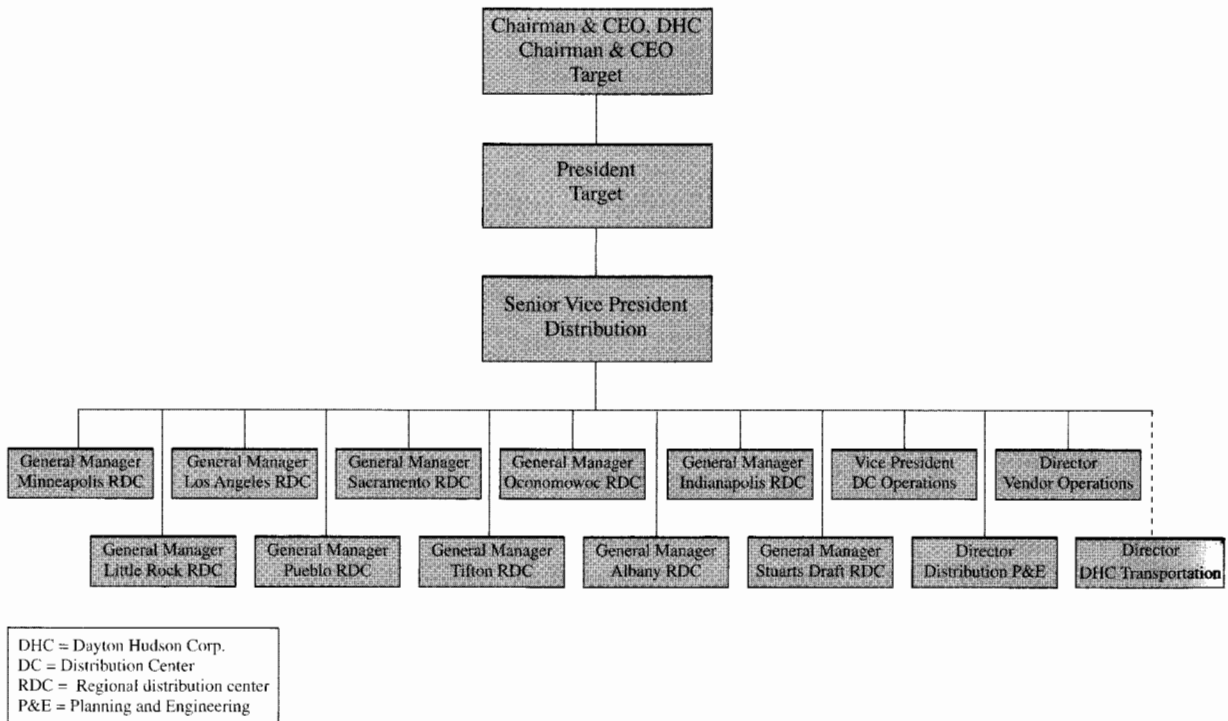 Chairman & CEO, DHC
Chairman & CEO
Target
President
Target
Senior Vice President
Distribution
General Manager
Minneapolis RDC
General Manager
Los Angeles RDC
General Manager
Sacramento RDC
General Manager
Oconomowoc RDC
General Manager
Indianapolis RDC
Vice President
DC Operations
Director
Vendor Operations
General Manager
Little Rock RDC
General Manager
Pueblo RDC
General Manager
Tifton RDC
General Manager
Albany RDC
General Manager
Stuarts Draft RDC
Director
Distribution P&E
Director
DHC Transportation
DHC = Dayton Hudson Corp.
DC = Distribution Center
RDC = Regional distribution center
P&E = Planning and Engineering